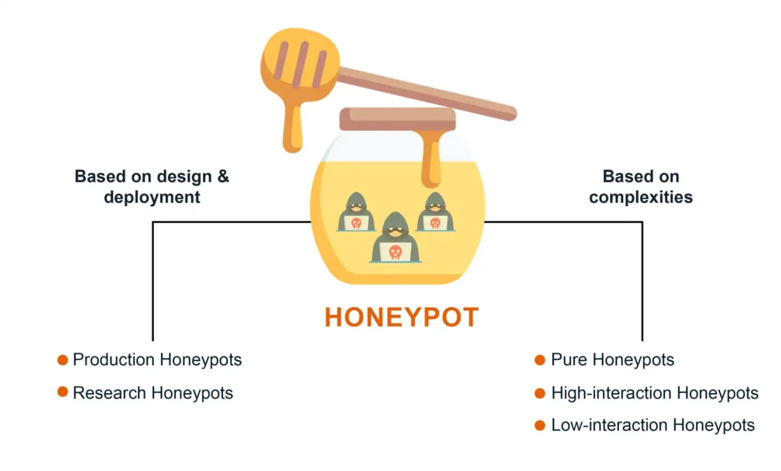 Based on design &
deployment
Based on
complexities
HONEYPOT
Production Honeypots
Research Honeypots
Pure Honeypots
High-interaction Honeypots
Low-interaction Honeypots